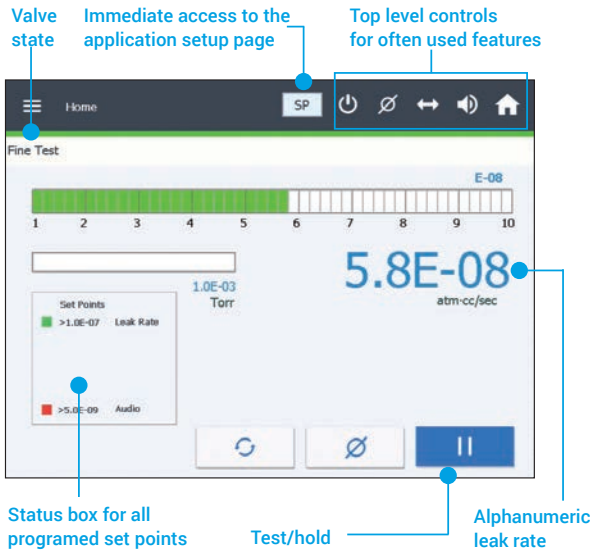 Valve
state
Immediate access to the
application setup page
Top level controls
for often used features
Home
SP
Fine Test
E-08
1 2 3 4 5 6 7 8 9 10
5.8E-08
atm·cc/sec
1.0E-03
Torr
Set Points
>1.0E-07 Leak Rate
>5.0E-09 Audio
Status box for all
programed set points
Test/hold
Alphanumeric
leak rate